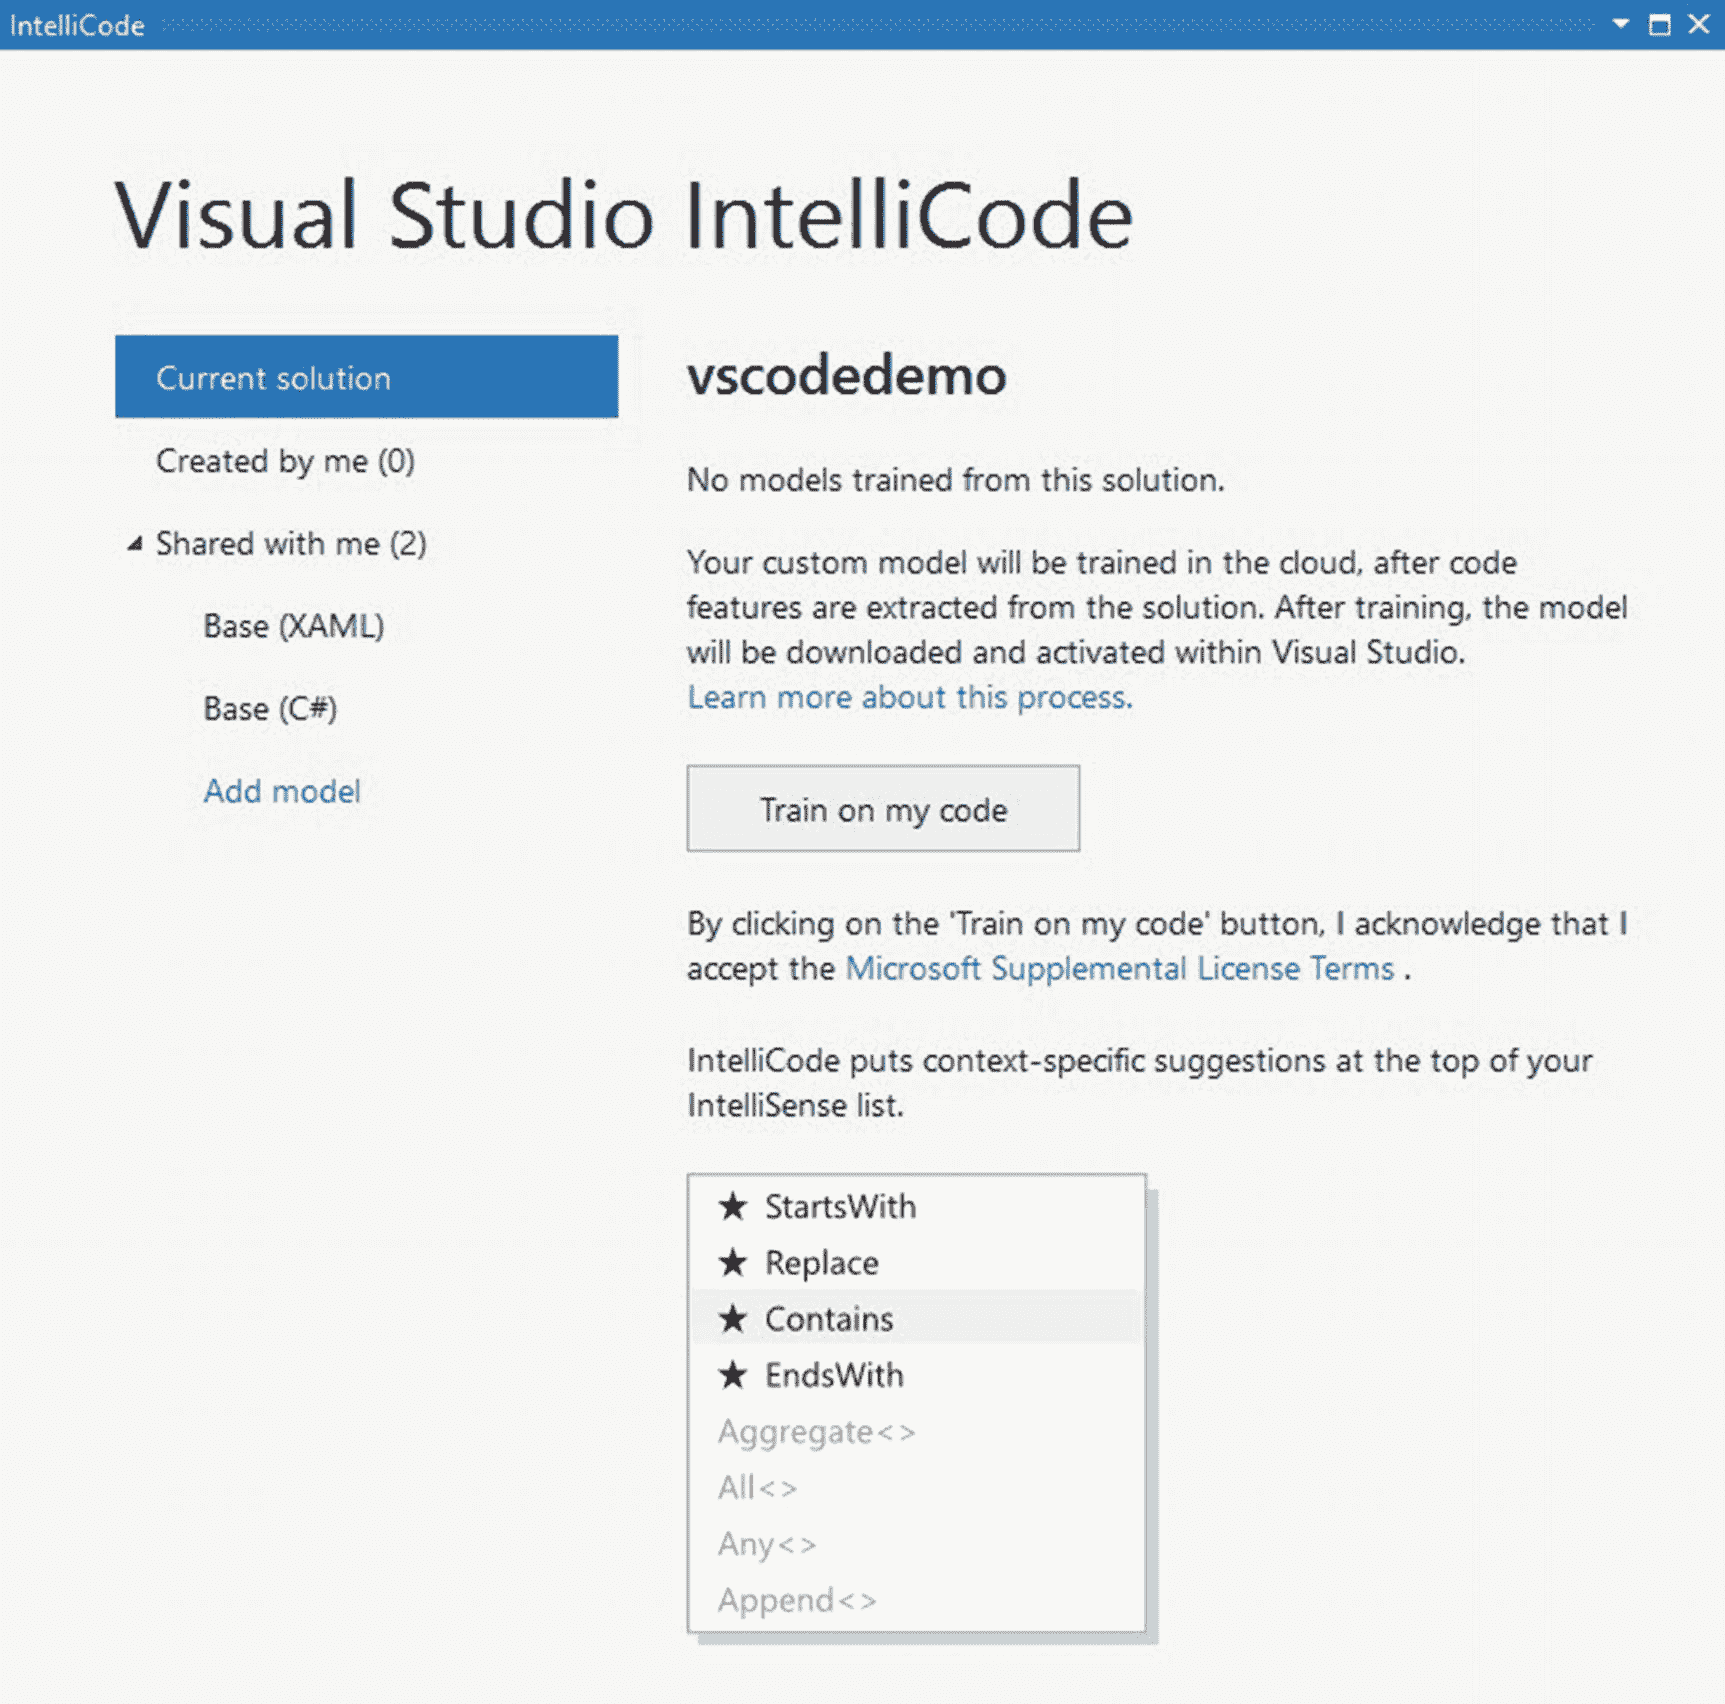 IntelliCode
Visual Studio IntelliCode
Current solution
Created by me (0)
Shared with me (2)
Base (XAML)
Base (C#)
Add model
vscodedemo
No models trained from this solution.
Your custom model will be trained in the cloud, after code
features are extracted from the solution. After training, the model
will be downloaded and activated within Visual Studio.
Learn more about this process.
Train on my code
By clicking on the 'Train on my code' button, I acknowledge that I
accept the Microsoft Supplemental License Terms .
IntelliCode puts context-specific suggestions at the top of your
IntelliSense list.
★ StartsWith
★ Replace
★ Contains
★ EndsWith
Aggregate<>
All<>
Any<>
Append<>